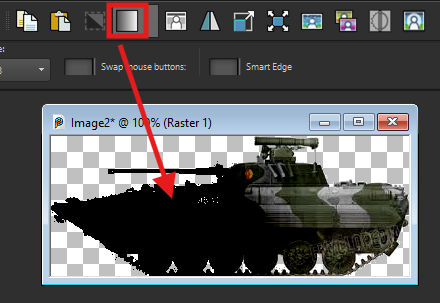 e:
Swap mouse buttons:
Smart Edge
Image2* @ 100% (Raster 1)